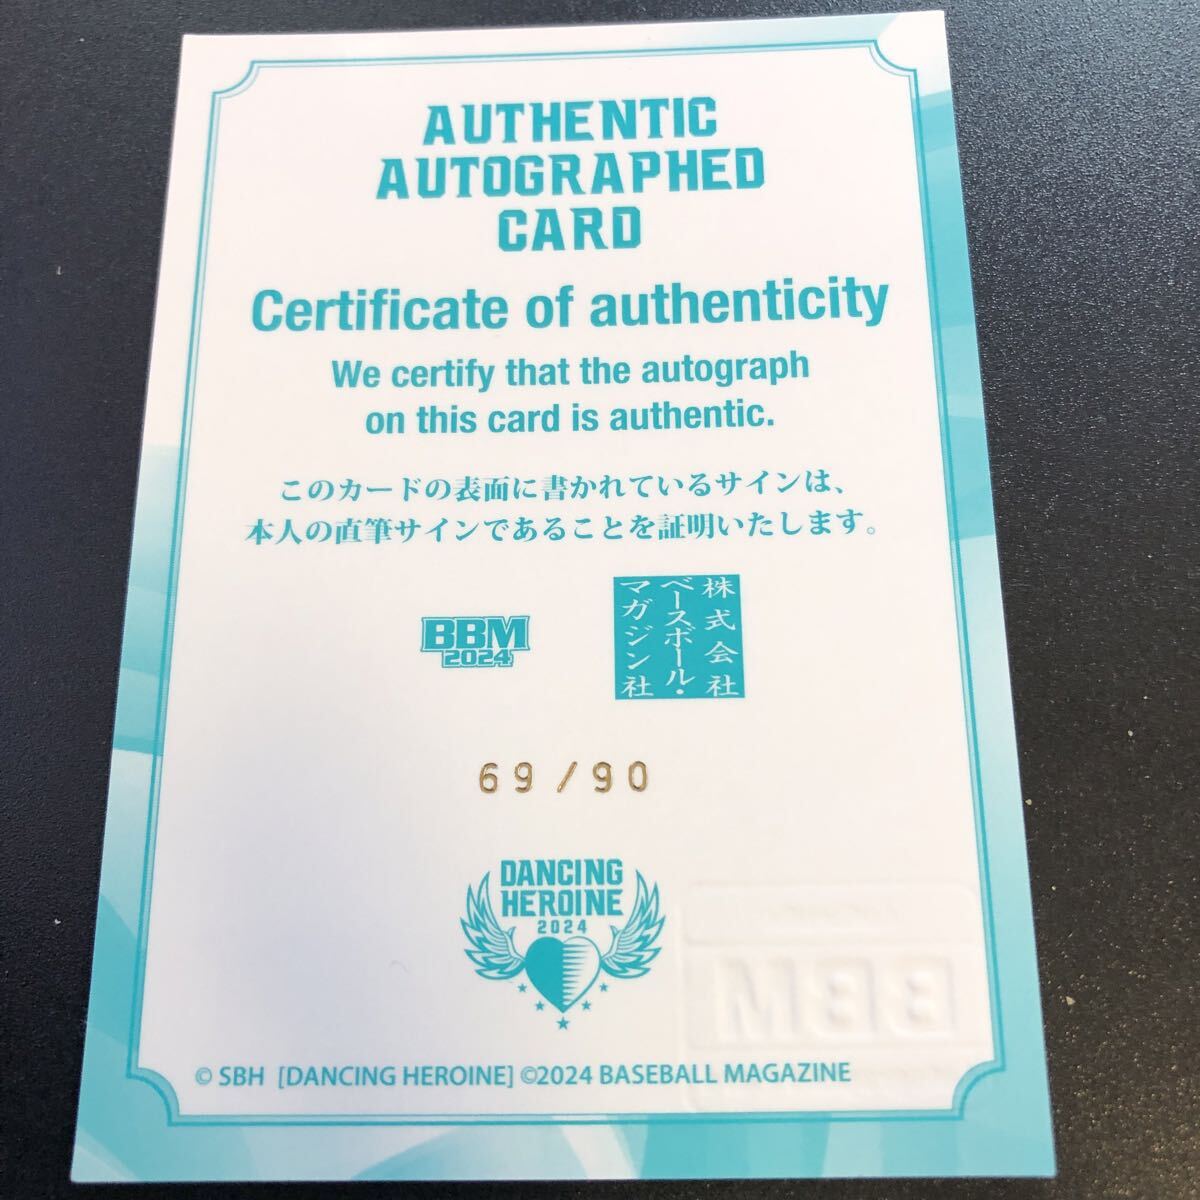 AUTHENTIC
AUTOGRAPHED
CARD
Certificate of authenticity
We certify that the autograph
on this card is authentic.
このカードの表面に書かれているサインは、
本人の直筆サインであることを証明いたします。
BBM
2024
株式会社
ベースボール・
マガジン社
69/90
DANCING
HEROINE
2024
BBM
© SBH [DANCING HEROINE] ©2024 BASEBALL MAGAZINE